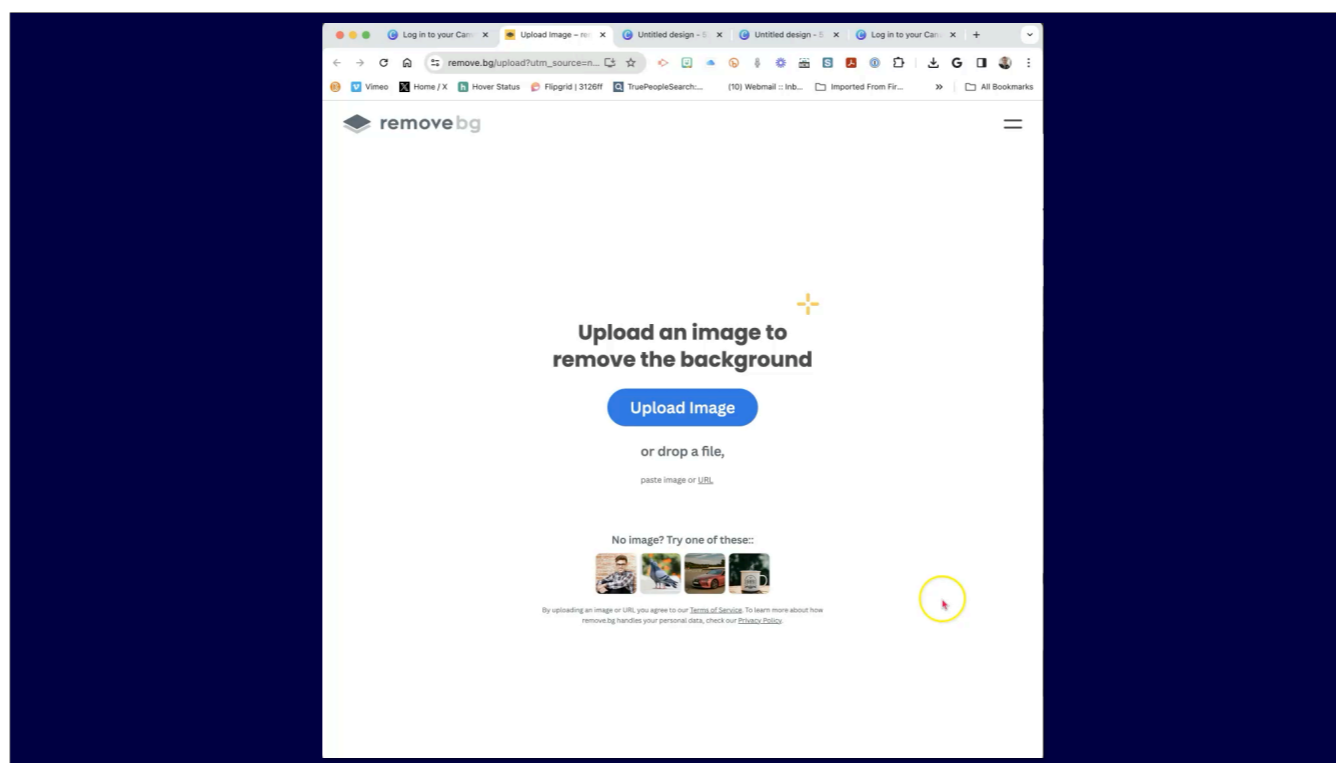 Log in to your Can Upload Image – re Untitled design - Untitled design - S Log in to your Can
remove.bg/upload?utm_source=n...
Vimeo Home / X Hover Status Flipgrid | 3126ff TruePeopleSearch:... (10) Webmail :: Inb... Imported From Fir... » All Bookmarks
removebg
Upload an image to
remove the background
Upload Image
or drop a file,
paste image or URL
No image? Try one of these::
By uploading an image or URL you agree to our Terms of Service. To learn more about how
remove.bg handles your personal data, check our Privacy Policy.